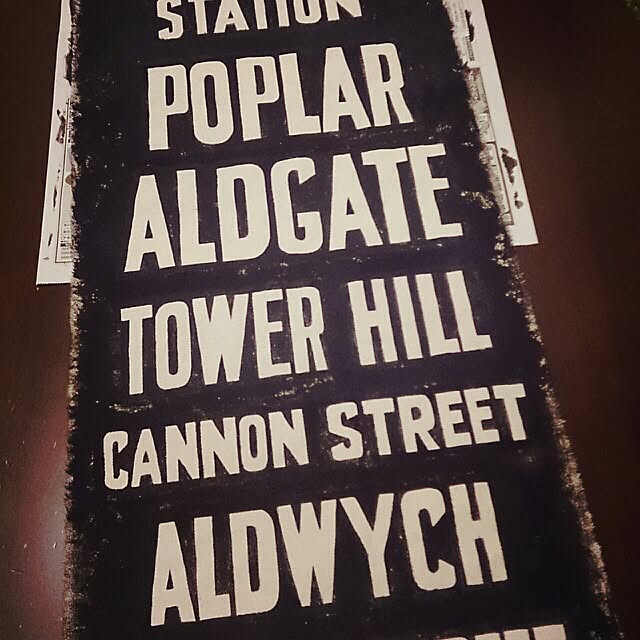 STATION
POPLAR
ALDGATE
TOWER HILL
CANNON STREET
ALDWYCH